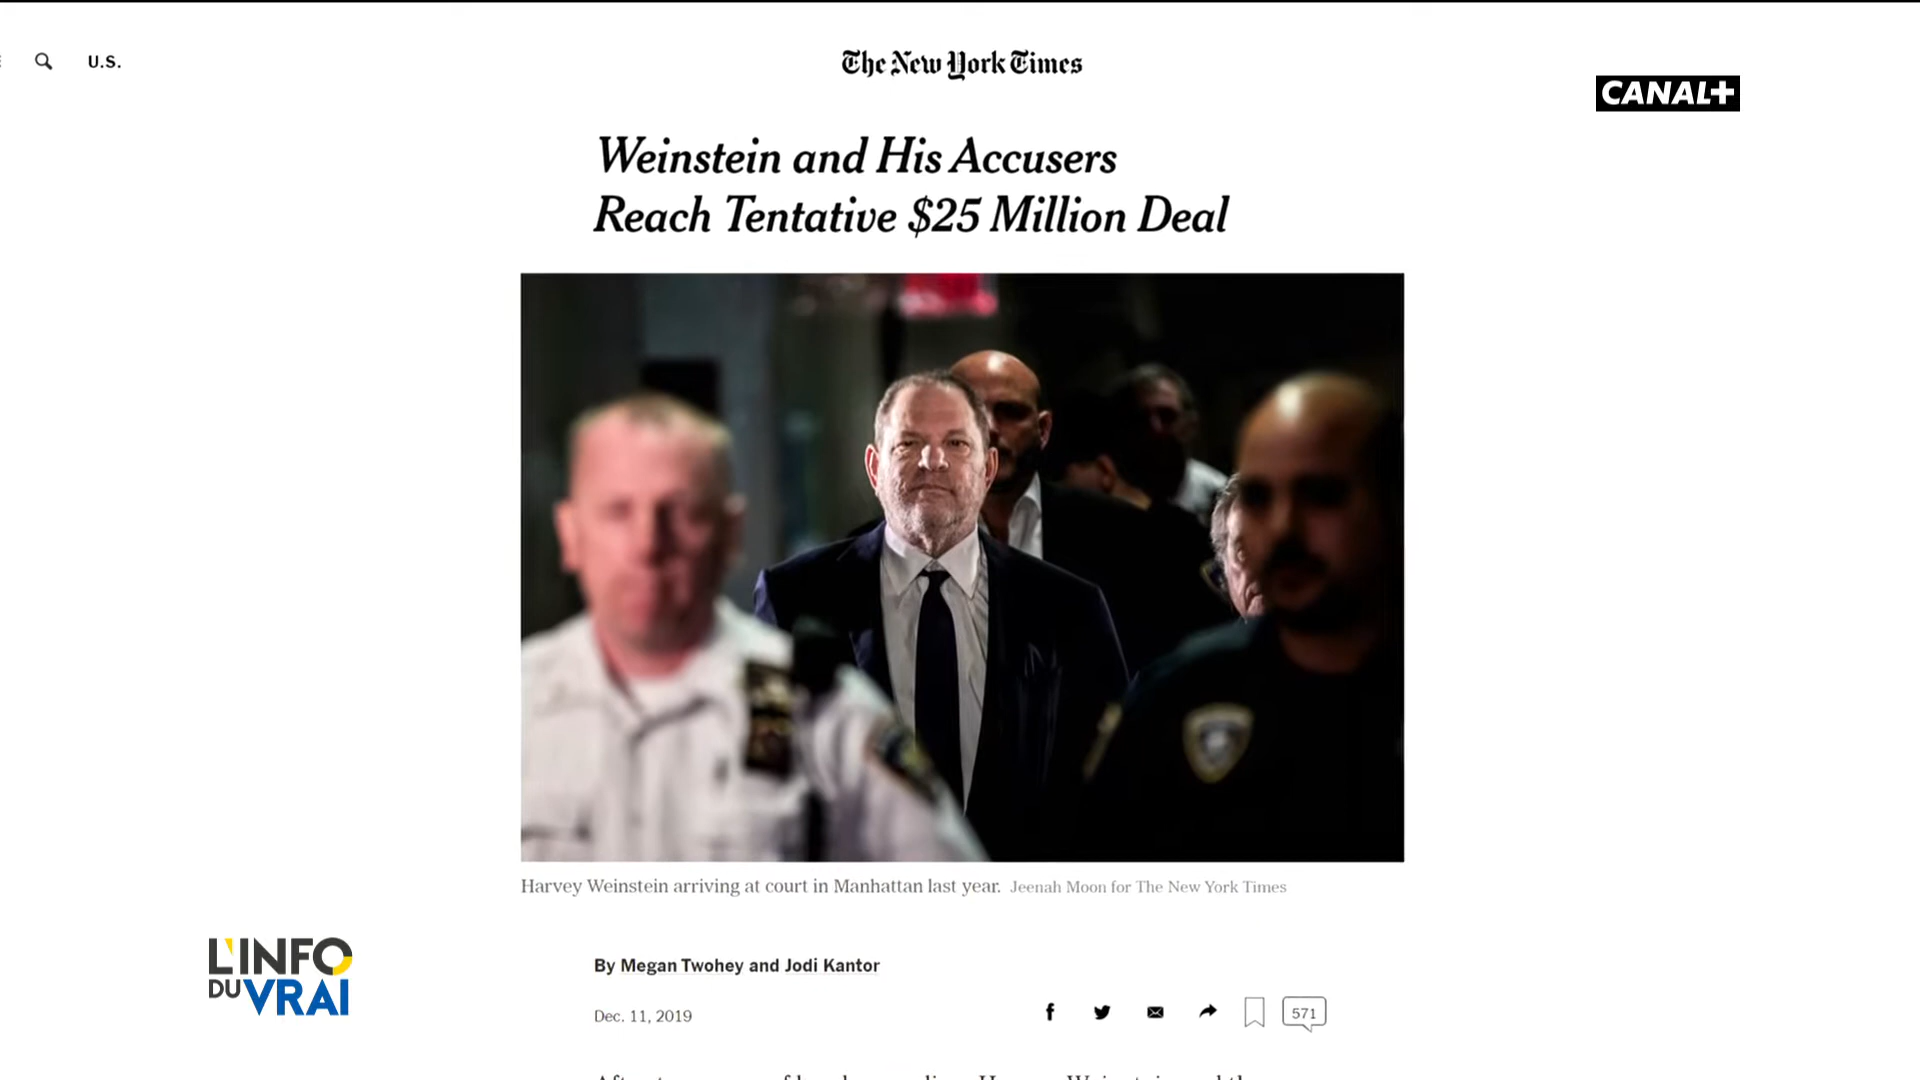 U.S.
The New York Times
CANAL+
Weinstein and His Accusers
Reach Tentative $25 Million Deal
Harvey Weinstein arriving at court in Manhattan last year. Jeenah Moon for The New York Times
L'INFO
DU VRAI
By Megan Twohey and Jodi Kantor
Dec. 11, 2019
571